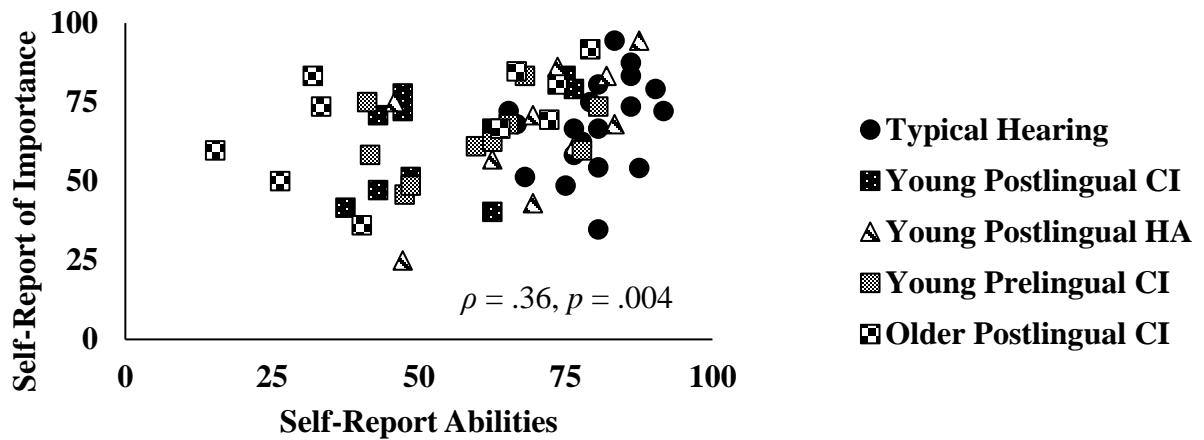 100
75
50
25
0
Self-Report of Importance
ρ = .36, p = .004
0 25 50 75 100
Self-Report Abilities
Typical Hearing
Young Postlingual CI
Young Postlingual HA
Young Prelingual CI
Older Postlingual CI